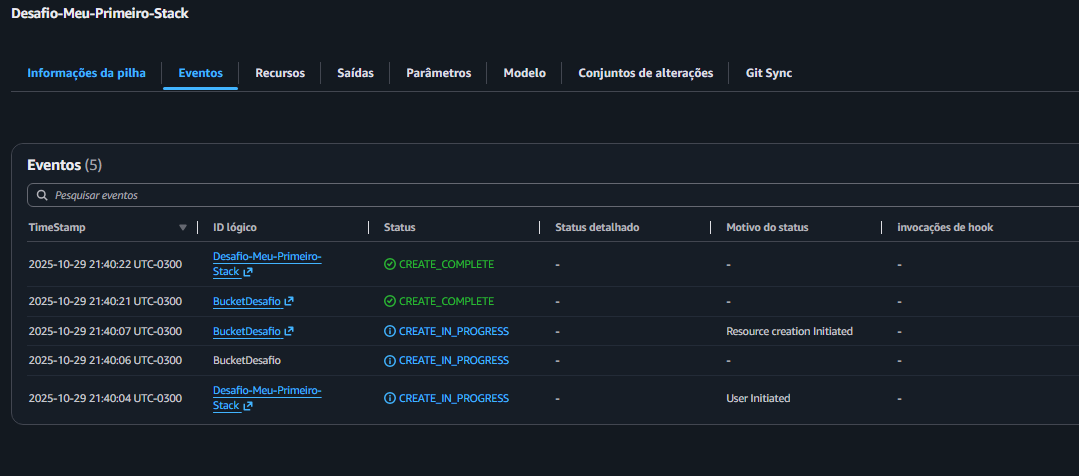 Desafio-Meu-Primeiro-Stack
Informações da pilha Eventos Recursos Saídas Parâmetros Modelo Conjuntos de alterações Git Sync
Eventos (5)
Pesquisar eventos
TimeStamp ID lógico Status Status detalhado Motivo do status invocações de hook
2025-10-29 21:40:22 UTC-0300 Desafio-Meu-Primeiro- CREATE_COMPLETE - - -
Stack
2025-10-29 21:40:21 UTC-0300 BucketDesafio CREATE_COMPLETE - - -
2025-10-29 21:40:07 UTC-0300 BucketDesafio CREATE_IN_PROGRESS - Resource creation Initiated -
2025-10-29 21:40:06 UTC-0300 BucketDesafio CREATE_IN_PROGRESS - - -
2025-10-29 21:40:04 UTC-0300 Desafio-Meu-Primeiro- CREATE_IN_PROGRESS - User Initiated -
Stack